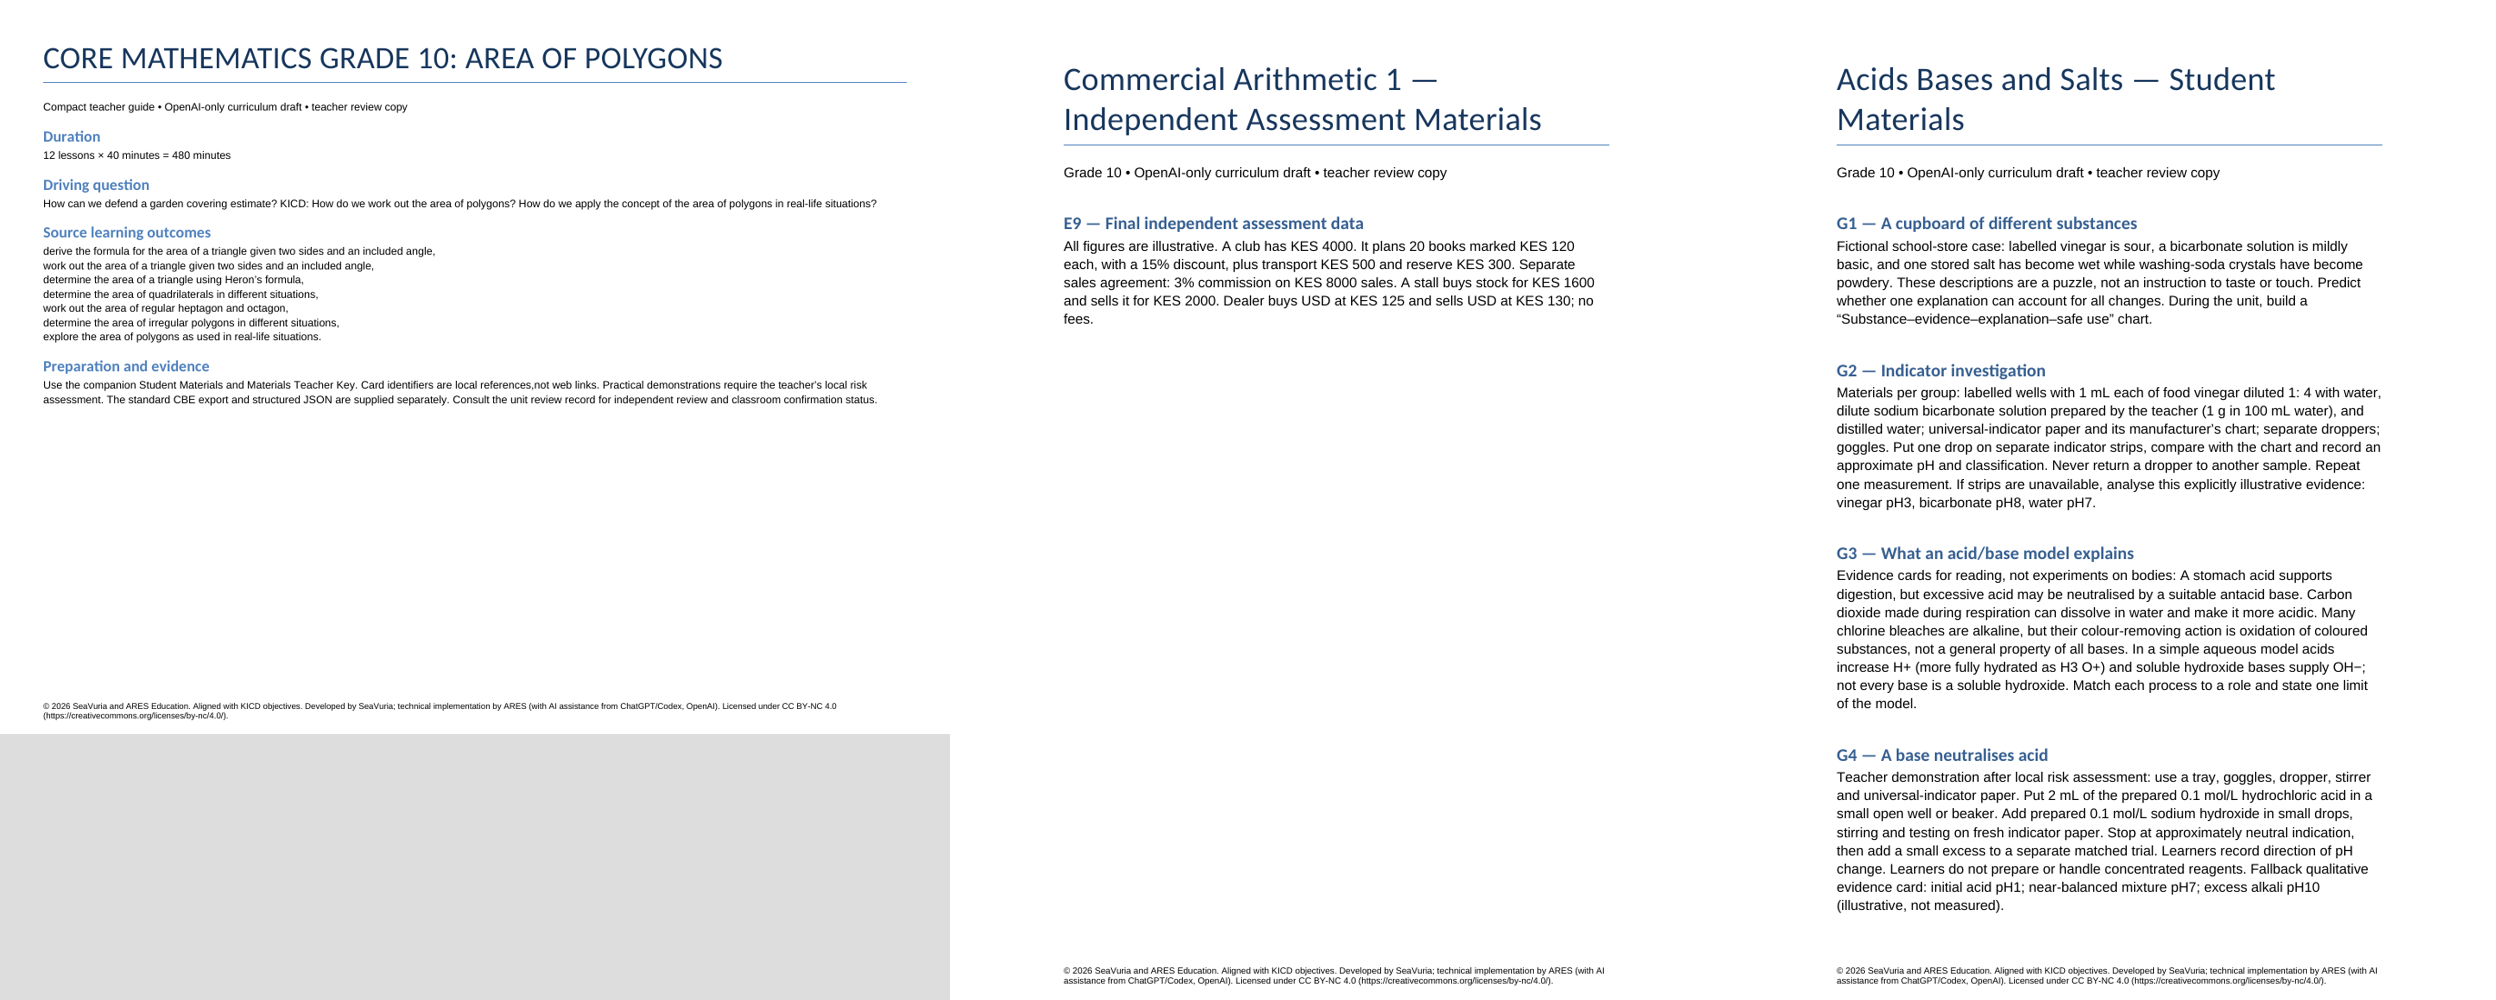 CORE MATHEMATICS GRADE 10: AREA OF POLYGONS
Compact teacher guide • OpenAI-only curriculum draft • teacher review copy
Duration
12 lessons × 40 minutes = 480 minutes
Driving question
How can we defend a garden covering estimate? KICD: How do we work out the area of polygons? How do we apply the concept of the area of polygons in real-life situations?
Source learning outcomes
derive the formula for the area of a triangle given two sides and an included angle,
work out the area of a triangle given two sides and an included angle,
determine the area of a triangle using Heron’s formula,
determine the area of quadrilaterals in different situations,
work out the area of regular heptagon and octagon,
determine the area of irregular polygons in different situations,
explore the area of polygons as used in real-life situations.
Preparation and evidence
Use the companion Student Materials and Materials Teacher Key. Card identifiers are local references,not web links. Practical demonstrations require the teacher’s local risk
assessment. The standard CBE export and structured JSON are supplied separately. Consult the unit review record for independent review and classroom confirmation status.
© 2026 SeaVuria and ARES Education. Aligned with KICD objectives. Developed by SeaVuria; technical implementation by ARES (with AI assistance from ChatGPT/Codex, OpenAI). Licensed under CC BY-NC 4.0
(https://creativecommons.org/licenses/by-nc/4.0/).
Commercial Arithmetic 1 —
Independent Assessment Materials
Grade 10 • OpenAI-only curriculum draft • teacher review copy
E9 — Final independent assessment data
All figures are illustrative. A club has KES 4000. It plans 20 books marked KES 120
each, with a 15% discount, plus transport KES 500 and reserve KES 300. Separate
sales agreement: 3% commission on KES 8000 sales. A stall buys stock for KES 1600
and sells it for KES 2000. Dealer buys USD at KES 125 and sells USD at KES 130; no
fees.
© 2026 SeaVuria and ARES Education. Aligned with KICD objectives. Developed by SeaVuria; technical implementation by ARES (with AI
assistance from ChatGPT/Codex, OpenAI). Licensed under CC BY-NC 4.0 (https://creativecommons.org/licenses/by-nc/4.0/).
Acids Bases and Salts — Student
Materials
Grade 10 • OpenAI-only curriculum draft • teacher review copy
G1 — A cupboard of different substances
Fictional school-store case: labelled vinegar is sour, a bicarbonate solution is mildly
basic, and one stored salt has become wet while washing-soda crystals have become
powdery. These descriptions are a puzzle, not an instruction to taste or touch. Predict
whether one explanation can account for all changes. During the unit, build a
“Substance–evidence–explanation–safe use” chart.
G2 — Indicator investigation
Materials per group: labelled wells with 1 mL each of food vinegar diluted 1: 4 with water,
dilute sodium bicarbonate solution prepared by the teacher (1 g in 100 mL water), and
distilled water; universal-indicator paper and its manufacturer’s chart; separate droppers;
goggles. Put one drop on separate indicator strips, compare with the chart and record an
approximate pH and classification. Never return a dropper to another sample. Repeat
one measurement. If strips are unavailable, analyse this explicitly illustrative evidence:
vinegar pH3, bicarbonate pH8, water pH7.
G3 — What an acid/base model explains
Evidence cards for reading, not experiments on bodies: A stomach acid supports
digestion, but excessive acid may be neutralised by a suitable antacid base. Carbon
dioxide made during respiration can dissolve in water and make it more acidic. Many
chlorine bleaches are alkaline, but their colour-removing action is oxidation of coloured
substances, not a general property of all bases. In a simple aqueous model acids
increase H+ (more fully hydrated as H3 O+) and soluble hydroxide bases supply OH−;
not every base is a soluble hydroxide. Match each process to a role and state one limit
of the model.
G4 — A base neutralises acid
Teacher demonstration after local risk assessment: use a tray, goggles, dropper, stirrer
and universal-indicator paper. Put 2 mL of the prepared 0.1 mol/L hydrochloric acid in a
small open well or beaker. Add prepared 0.1 mol/L sodium hydroxide in small drops,
stirring and testing on fresh indicator paper. Stop at approximately neutral indication,
then add a small excess to a separate matched trial. Learners record direction of pH
change. Learners do not prepare or handle concentrated reagents. Fallback qualitative
evidence card: initial acid pH1; near-balanced mixture pH7; excess alkali pH10
(illustrative, not measured).
© 2026 SeaVuria and ARES Education. Aligned with KICD objectives. Developed by SeaVuria; technical implementation by ARES (with AI
assistance from ChatGPT/Codex, OpenAI). Licensed under CC BY-NC 4.0 (https://creativecommons.org/licenses/by-nc/4.0/).